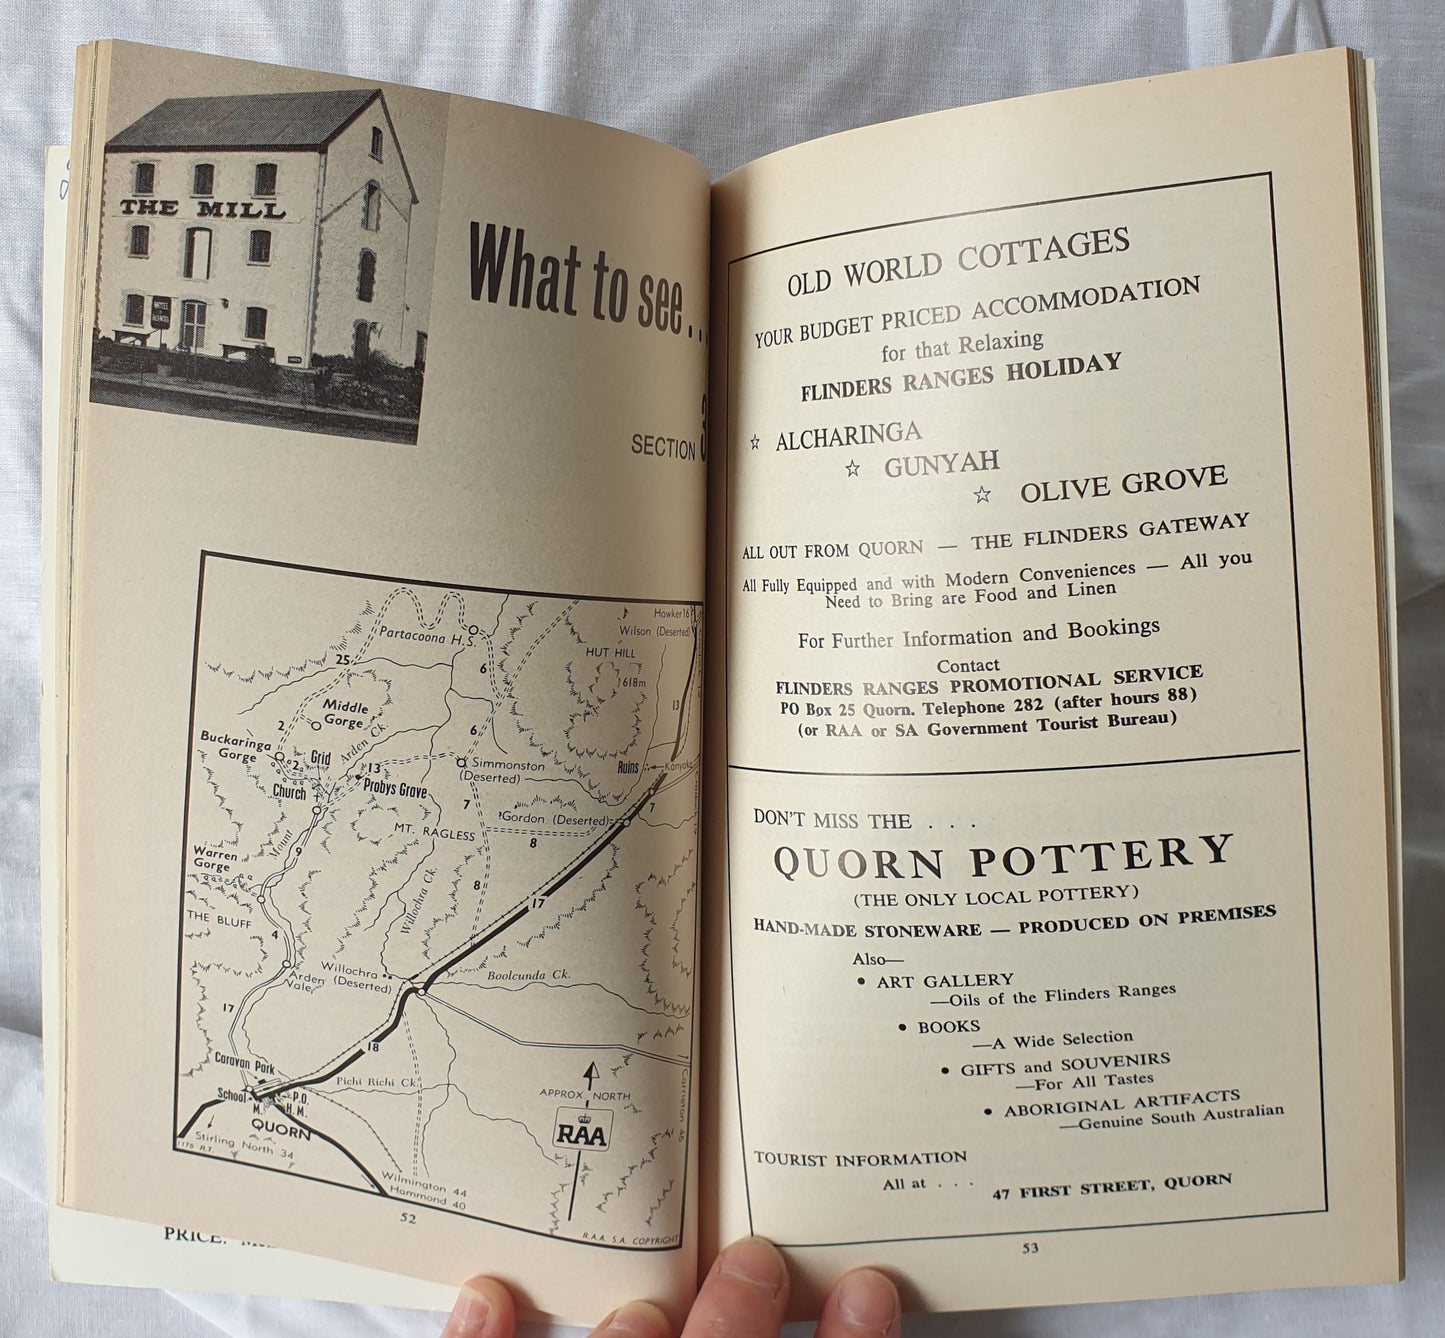 THE MILL
What to see...
SECTION 3
Hawker 16
Wilson (Deserted)
Partacoona H.S.
HUT HILL
618m
25
6
13
Middle
Gorge
2
6
Buckaringa
Gorge
Grid
Arden Ck.
2
13
Simmonston
(Deserted)
Ruins
Kanyaka
Church
Probys Grave
7
7
Gordon (Deserted)
MT. RAGLESS
8
Mount
9
Warren
Gorge
8
17
Willochra Ck.
THE BLUFF
4
Willochra
(Deserted)
Boolcunda Ck.
Arden
Vale
17
18
Caravan Park
Pichi Richi Ck.
School
P.O.
M.
H.M.
QUORN
APPROX. NORTH
RAA
Carrieton 46
Stirling North 34
1176 R.T.
Wilmington 44
Hammond 40
R.A.A. S.A. COPYRIGHT
52
PRICE:
OLD WORLD COTTAGES
YOUR BUDGET PRICED ACCOMMODATION
for that Relaxing
FLINDERS RANGES HOLIDAY
☆ ALCHARINGA
☆ GUNYAH
☆ OLIVE GROVE
ALL OUT FROM QUORN — THE FLINDERS GATEWAY
All Fully Equipped and with Modern Conveniences — All you
Need to Bring are Food and Linen
For Further Information and Bookings
Contact
FLINDERS RANGES PROMOTIONAL SERVICE
PO Box 25 Quorn. Telephone 282 (after hours 88)
(or RAA or SA Government Tourist Bureau)
DON'T MISS THE . . .
QUORN POTTERY
(THE ONLY LOCAL POTTERY)
HAND-MADE STONEWARE — PRODUCED ON PREMISES
Also—
• ART GALLERY
—Oils of the Flinders Ranges
• BOOKS
—A Wide Selection
• GIFTS and SOUVENIRS
—For All Tastes
• ABORIGINAL ARTIFACTS
—Genuine South Australian
TOURIST INFORMATION
All at . . . 47 FIRST STREET, QUORN
53